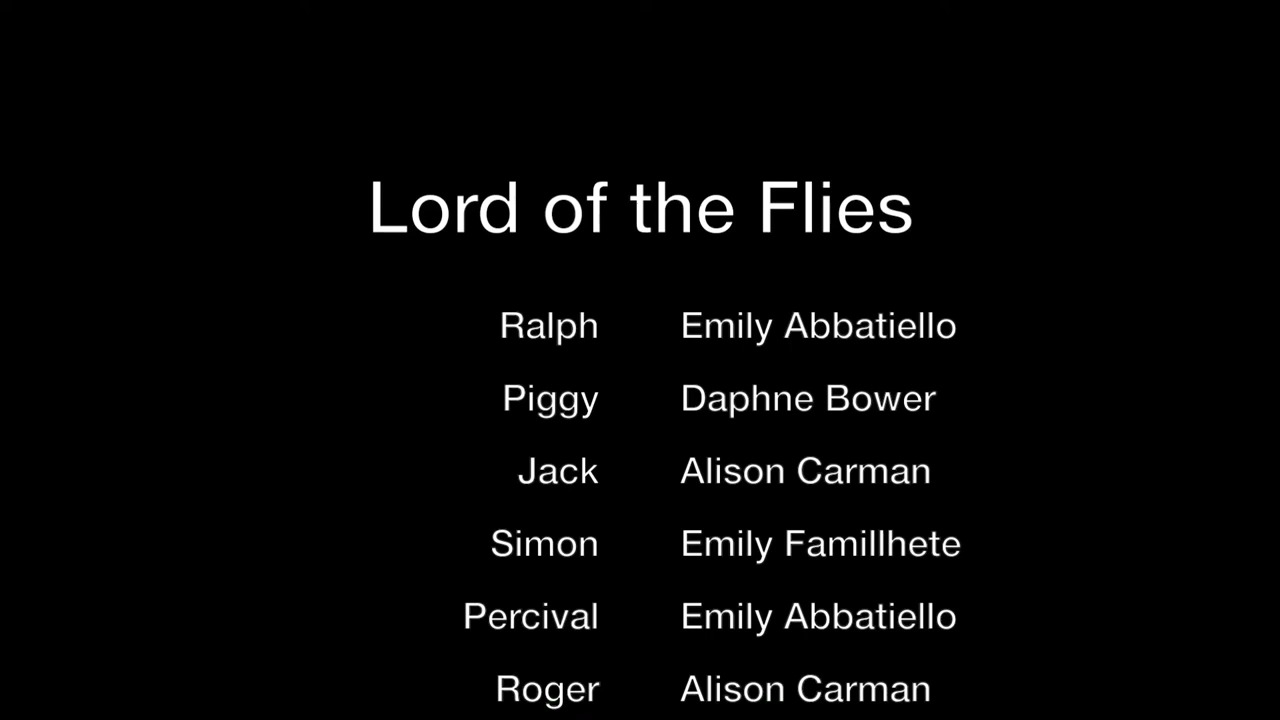 Lord of the Flies
Ralph Emily Abbatiello
Piggy Daphne Bower
Jack Alison Carman
Simon Emily Famillhete
Percival Emily Abbatiello
Roger Alison Carman